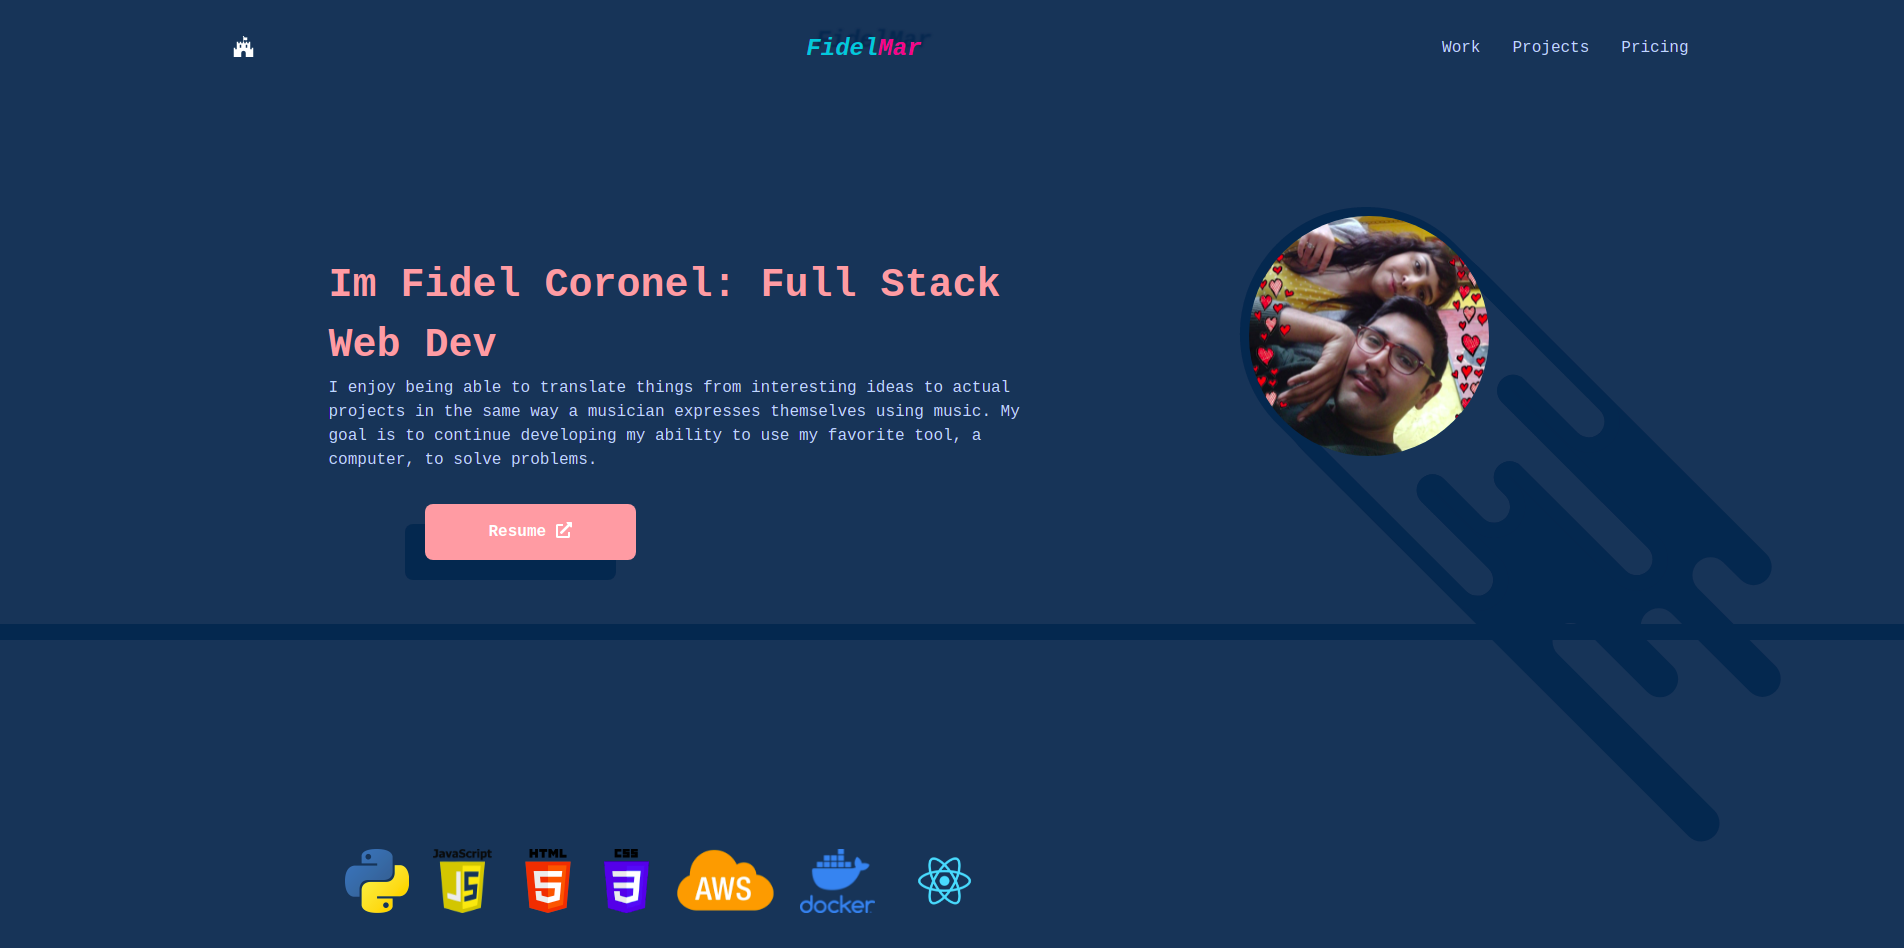 FidelMar
Work Projects Pricing
Im Fidel Coronel: Full Stack
Web Dev
I enjoy being able to translate things from interesting ideas to actual
projects in the same way a musician expresses themselves using music. My
goal is to continue developing my ability to use my favorite tool, a
computer, to solve problems.
Resume
JavaScript HTML CSS
JS 5 3 AWS
docker